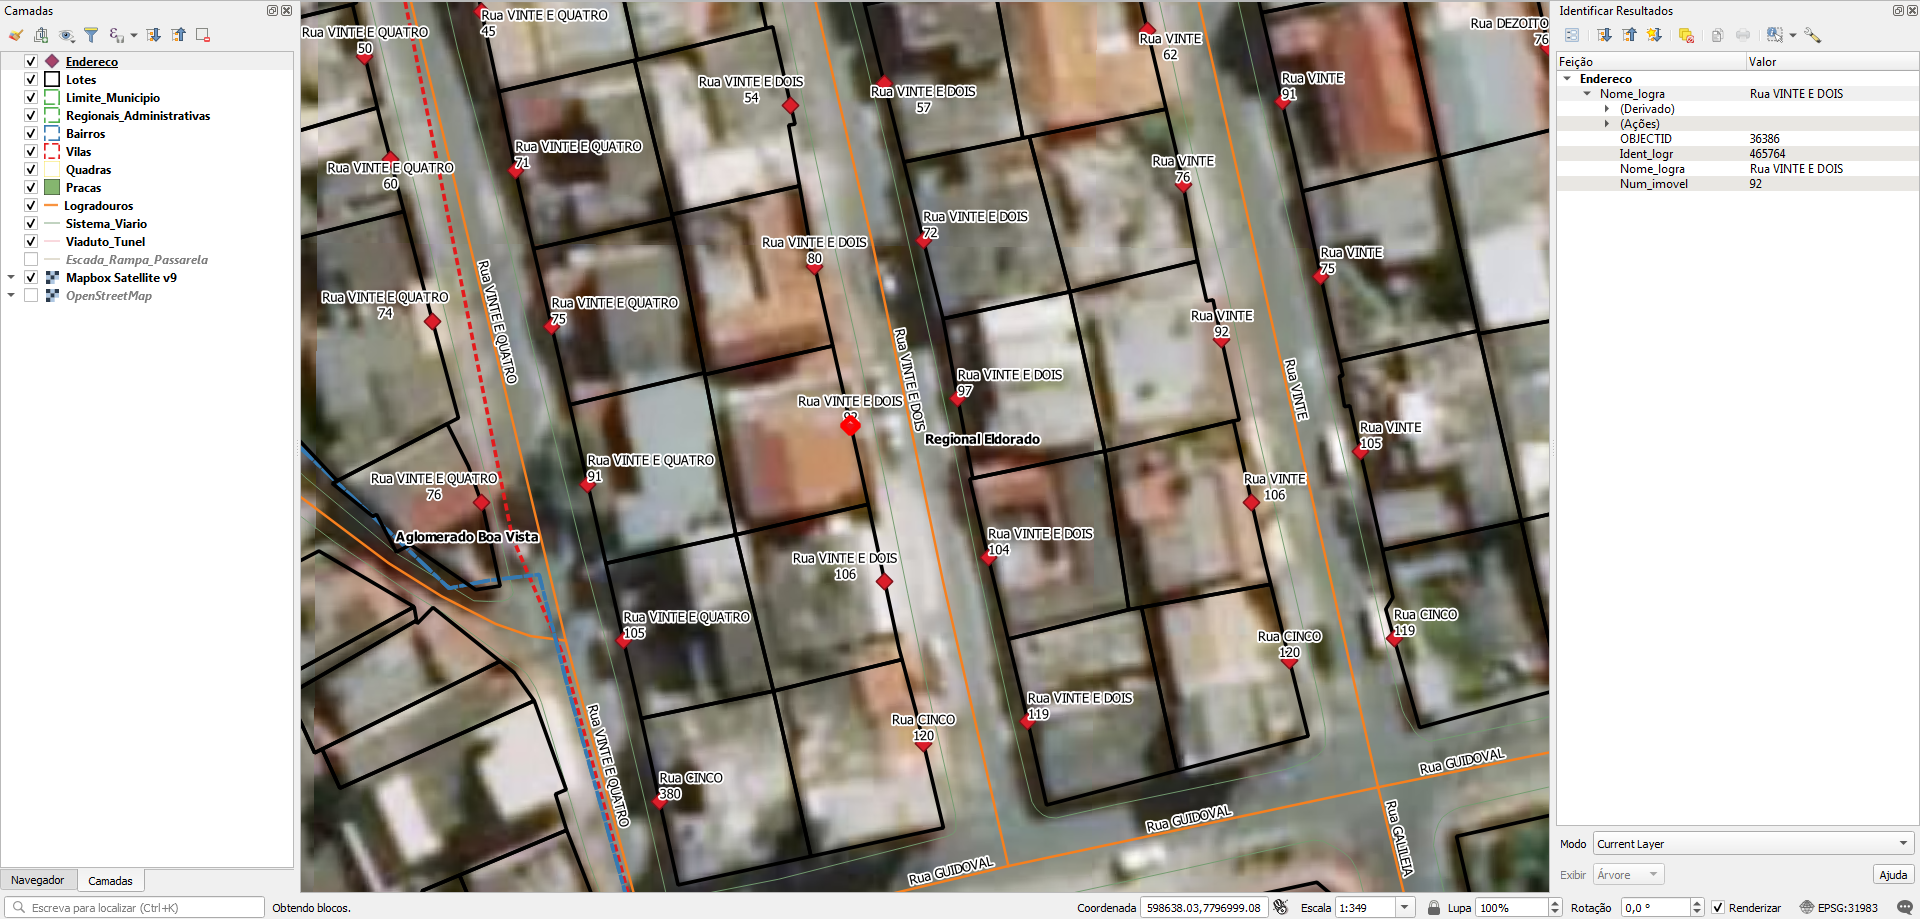 Camadas
Endereco
Lotes
Limite_Municipio
Regionais_Administrativas
Bairros
Vilas
Quadras
Pracas
Logradouros
Sistema_Viario
Viaduto_Tunel
Escada_Rampa_Passarela
Mapbox Satellite v9
OpenStreetMap
Navegador
Camadas
Rua VINTE E QUATRO
50
Rua VINTE E QUATRO
45
Rua VINTE E DOIS
54
Rua VINTE E DOIS
57
Rua VINTE
62
Rua VINTE
91
Rua DEZOITO
76
Rua VINTE E QUATRO
60
Rua VINTE E QUATRO
71
Rua VINTE
76
Rua VINTE E DOIS
72
Rua VINTE E DOIS
80
Rua VINTE
75
Rua VINTE E QUATRO
74
Rua VINTE E QUATRO
75
Rua VINTE E QUATRO
Rua VINTE
92
Rua VINTE E DOIS
97
Rua VINTE E DOIS
Rua VINTE
Rua VINTE E DOIS
92
Regional Eldorado
Rua VINTE
105
Rua VINTE E QUATRO
76
Rua VINTE E QUATRO
91
Rua VINTE
106
Aglomerado Boa Vista
Rua VINTE E DOIS
104
Rua VINTE E DOIS
106
Rua VINTE E QUATRO
105
Rua CINCO
119
Rua CINCO
120
Rua VINTE E DOIS
119
Rua CINCO
120
Rua VINTE E QUATRO
Rua CINCO
380
Rua GUIDOVAL
Rua GUIDOVAL
Rua GUIDOVAL
Rua GALILEIA
Identificar Resultados
Feição Valor
Endereco
Nome_logra Rua VINTE E DOIS
(Derivado)
(Ações)
OBJECTID 36386
Ident_logr 465764
Nome_logra Rua VINTE E DOIS
Num_imovel 92
Modo Current Layer
Exibir Árvore Ajuda
Escreva para localizar (Ctrl+K) Obtendo blocos. Coordenada 598638.03,7796999.08 Escala 1:349 Lupa 100% Rotação 0,0 ° Renderizar EPSG:31983